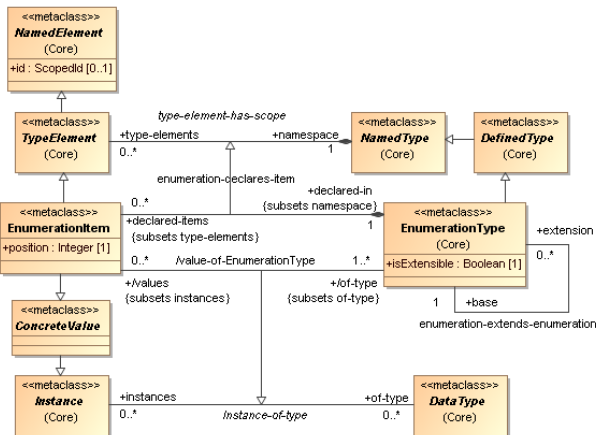 <<metaclass>>
NamedElement
(Core)
+id : ScopedId [0..1]
type-element-has-scope
<<metaclass>>
TypeElement
(Core)
+type-elements
0..*
+namespace
1
<<metaclass>>
NamedType
(Core)
<<metaclass>>
DefinedType
(Core)
enumeration-declares-item
<<metaclass>>
EnumerationItem
+position : Integer [1]
0..*
+declared-items
{subsets type-elements}
+declared-in
{subsets namespace}
1
<<metaclass>>
EnumerationType
(Core)
+isExtensible : Boolean [1]
+extension
0..*
0..*
/value-of-EnumerationType
1..*
+/values
{subsets instances}
+/of-type
{subsets of-type}
1
+base
enumeration-extends-enumeration
<<metaclass>>
ConcreteValue
<<metaclass>>
Instance
(Core)
+instances
0..*
Instance-of-type
+of-type
0..*
<<metaclass>>
DataType
(Core)